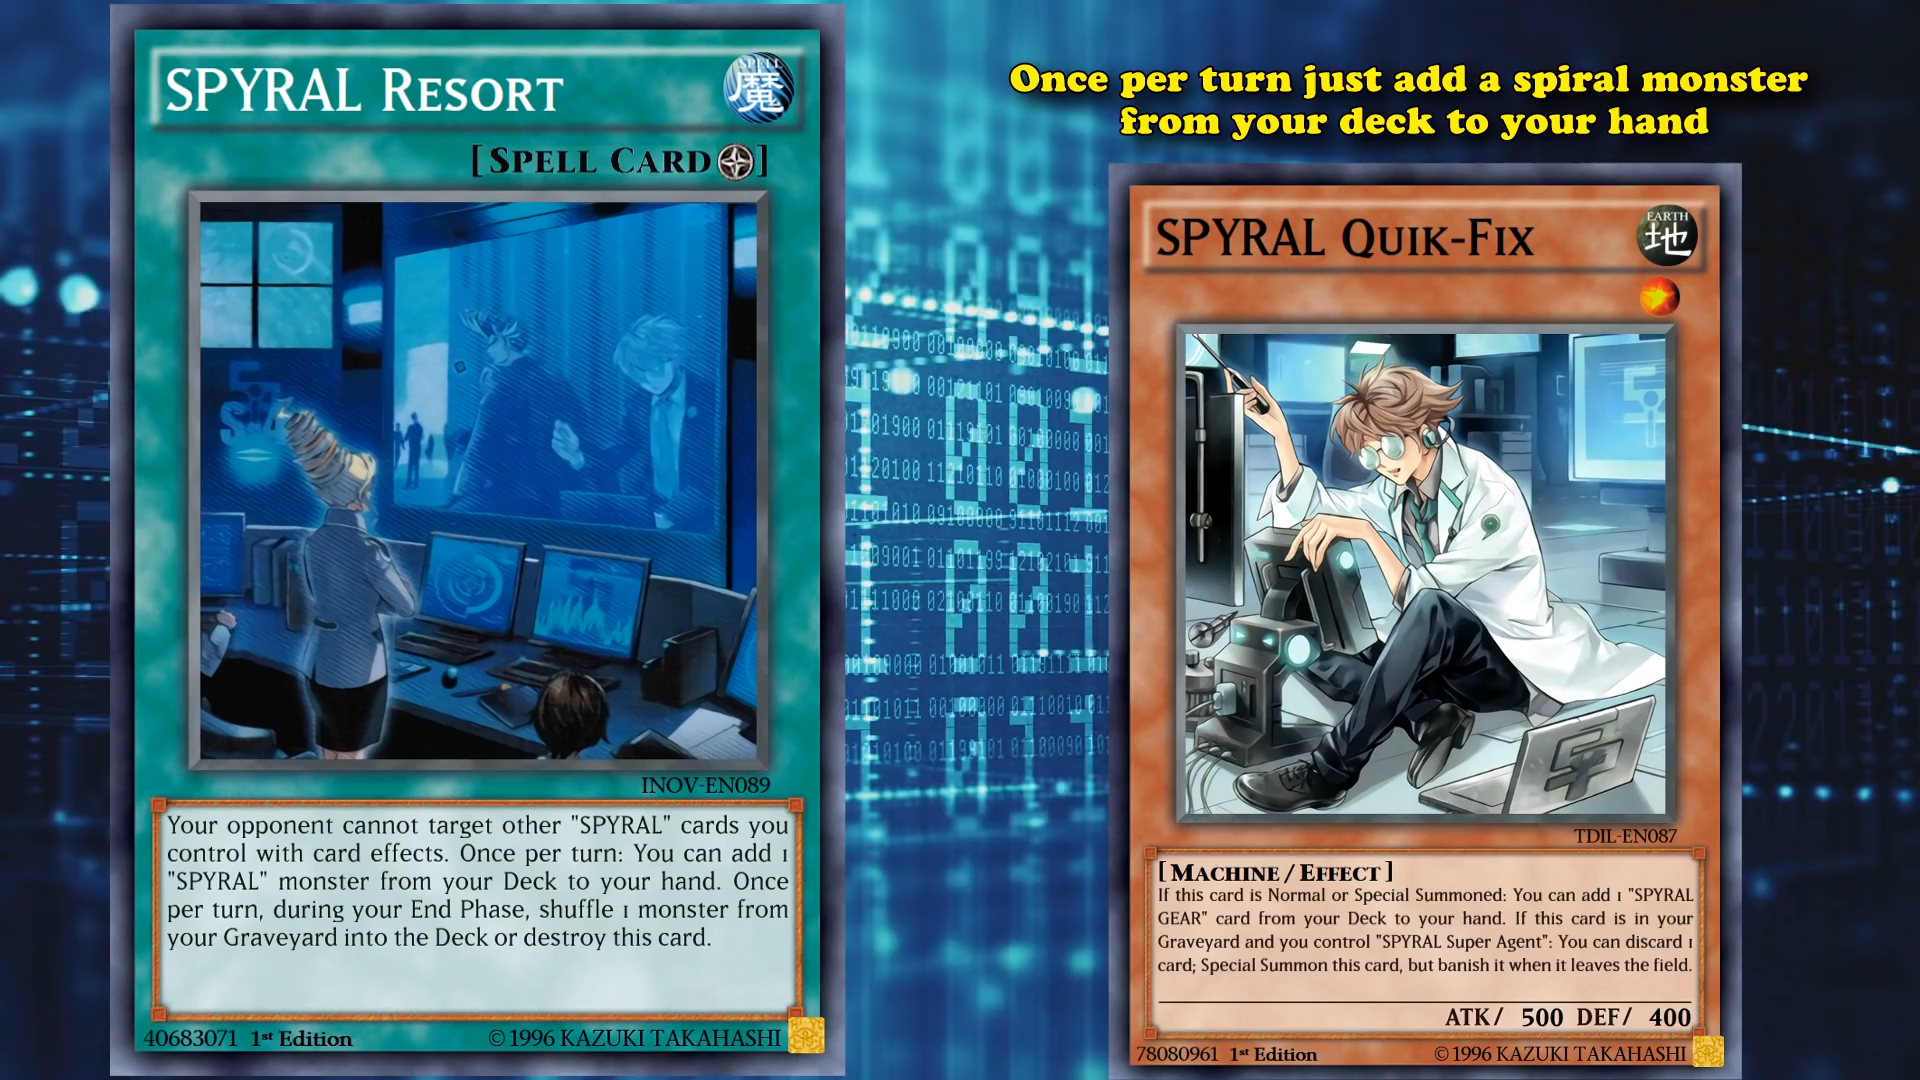 SPYRAL Resort
SPELL
魔
[Spell Card]
INOV-EN089
Your opponent cannot target other "SPYRAL" cards you
control with card effects. Once per turn: You can add 1
"SPYRAL" monster from your Deck to your hand. Once
per turn, during your End Phase, shuffle 1 monster from
your Graveyard into the Deck or destroy this card.
40683071 1st Edition ©1996 KAZUKI TAKAHASHI
Once per turn just add a spiral monster
from your deck to your hand
SPYRAL Quik-Fix
EARTH
地
TDIL-EN087
[Machine/Effect]
If this card is Normal or Special Summoned: You can add 1 "SPYRAL
GEAR" card from your Deck to your hand. If this card is in your
Graveyard and you control "SPYRAL Super Agent": You can discard 1
card; Special Summon this card, but banish it when it leaves the field.
ATK/ 500 DEF/ 400
78080961 1st Edition ©1996 KAZUKI TAKAHASHI